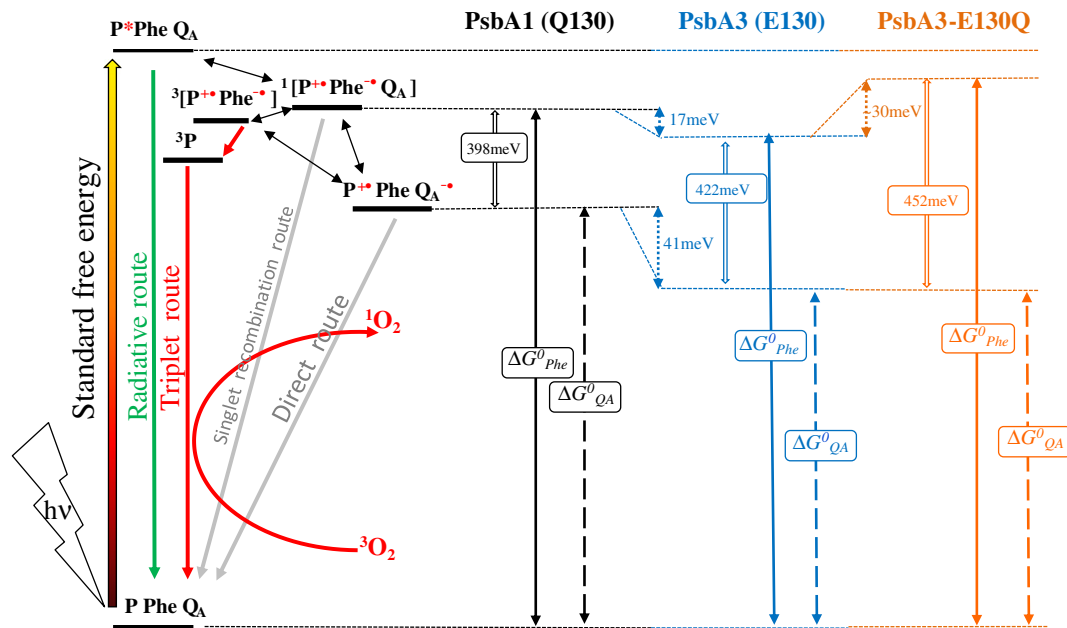 PsbA1 (Q130) PsbA3 (E130) PsbA3-E130Q
P*Phe QA
¹[P⁺• Phe⁻• QA]
³[P⁺• Phe⁻•]
³P
P⁺• Phe QA⁻•
398meV
17meV
~30meV
422meV
452meV
41meV
Standard free energy
Radiative route
Triplet route
Singlet recombination route
Direct route
¹O₂
³O₂
ΔG⁰Phe
ΔG⁰QA
ΔG⁰Phe
ΔG⁰QA
ΔG⁰Phe
ΔG⁰QA
hν
P Phe QA